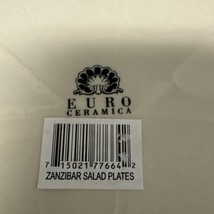 EURO
CERAMICA
7 15021 77664 2
ZANZIBAR SALAD PLATES